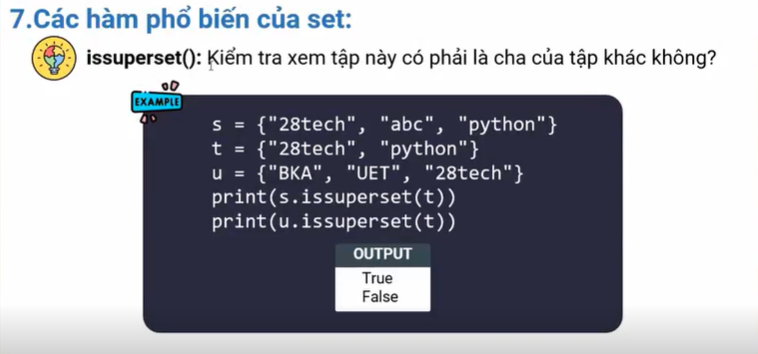 7.Các hàm phổ biến của set:
issuperset(): Kiểm tra xem tập này có phải là cha của tập khác không?
EXAMPLE
s = {"28tech", "abc", "python"}
t = {"28tech", "python"}
u = {"BKA", "UET", "28tech"}
print(s.issuperset(t))
print(u.issuperset(t))
OUTPUT
True
False